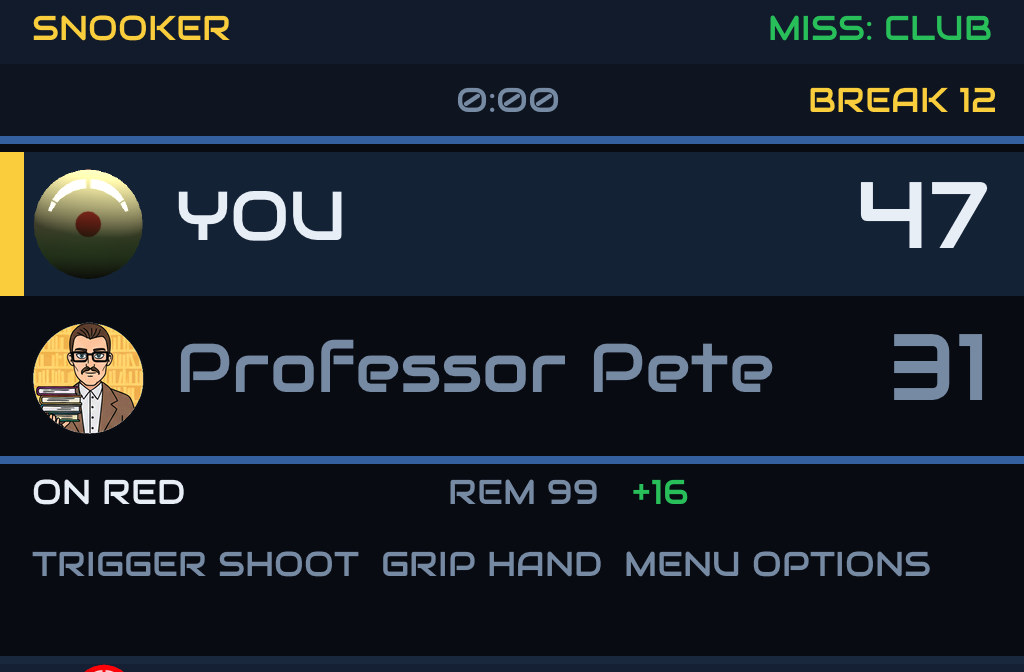 SNOOKER MISS: CLUB
0:00 BREAK 12
YOU 47
Professor Pete 31
ON RED REM 99 +16
TRIGGER SHOOT GRIP HAND MENU OPTIONS